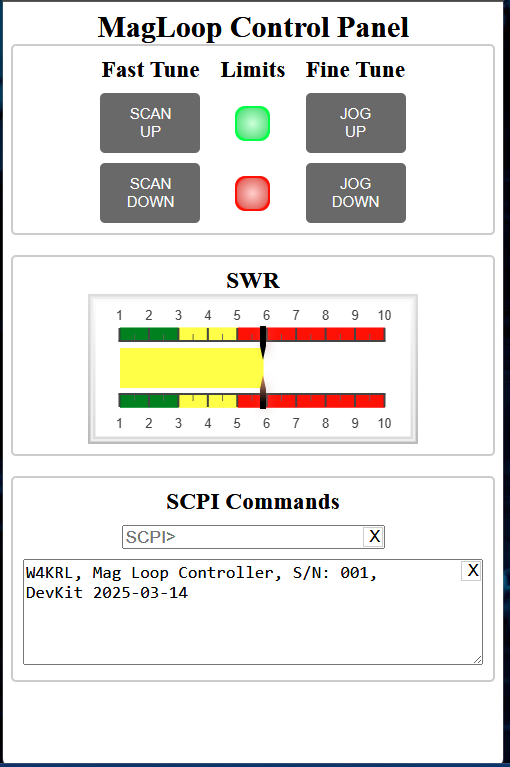 MagLoop Control Panel
Fast Tune Limits Fine Tune
SCAN
UP
JOG
UP
SCAN
DOWN
JOG
DOWN
SWR
1 2 3 4 5 6 7 8 9 10
1 2 3 4 5 6 7 8 9 10
SCPI Commands
SCPI> X
W4KRL, Mag Loop Controller, S/N: 001, X
DevKit 2025-03-14